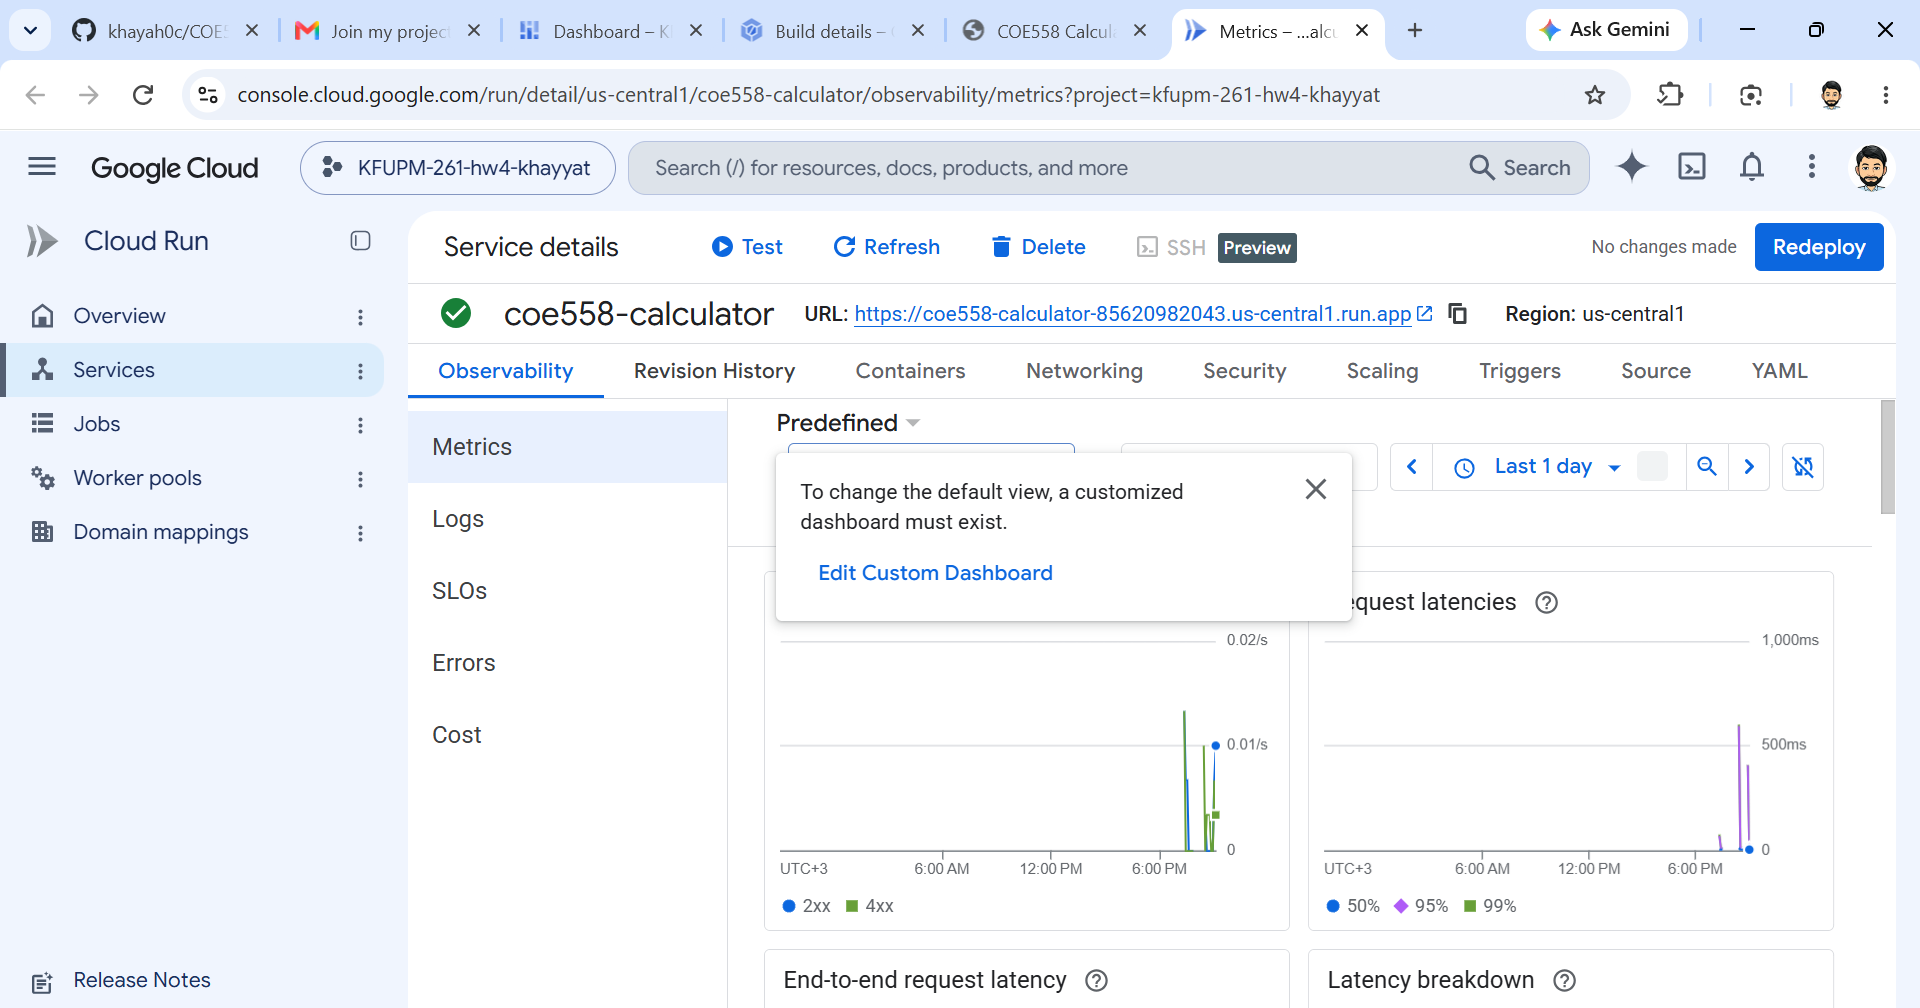 khayah0c/COE5
Join my project
Dashboard – K
Build details –
COE558 Calcul
Metrics – ...alcu
Ask Gemini
console.cloud.google.com/run/detail/us-central1/coe558-calculator/observability/metrics?project=kfupm-261-hw4-khayyat
Google Cloud
KFUPM-261-hw4-khayyat
Search (/) for resources, docs, products, and more
Search
Cloud Run
Service details
Test
Refresh
Delete
SSH
Preview
No changes made
Redeploy
coe558-calculator
URL: https://coe558-calculator-85620982043.us-central1.run.app
Region: us-central1
Overview
Services
Jobs
Worker pools
Domain mappings
Release Notes
Observability
Revision History
Containers
Networking
Security
Scaling
Triggers
Source
YAML
Metrics
Logs
SLOs
Errors
Cost
Predefined
Last 1 day
To change the default view, a customized
dashboard must exist.
Edit Custom Dashboard
0.02/s
0.01/s
0
UTC+3
6:00 AM
12:00 PM
6:00 PM
2xx
4xx
equest latencies
1,000ms
500ms
0
UTC+3
6:00 AM
12:00 PM
6:00 PM
50%
95%
99%
End-to-end request latency
Latency breakdown